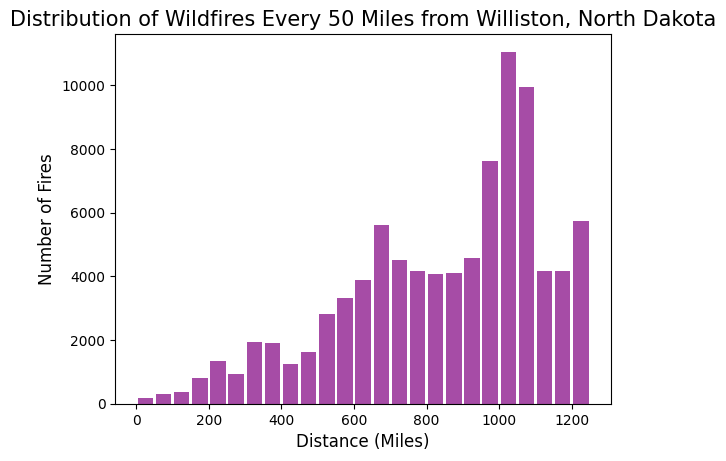 Distribution of Wildfires Every 50 Miles from Williston, North Dakota
Number of Fires
10000
8000
6000
4000
2000
0
0 200 400 600 800 1000 1200
Distance (Miles)